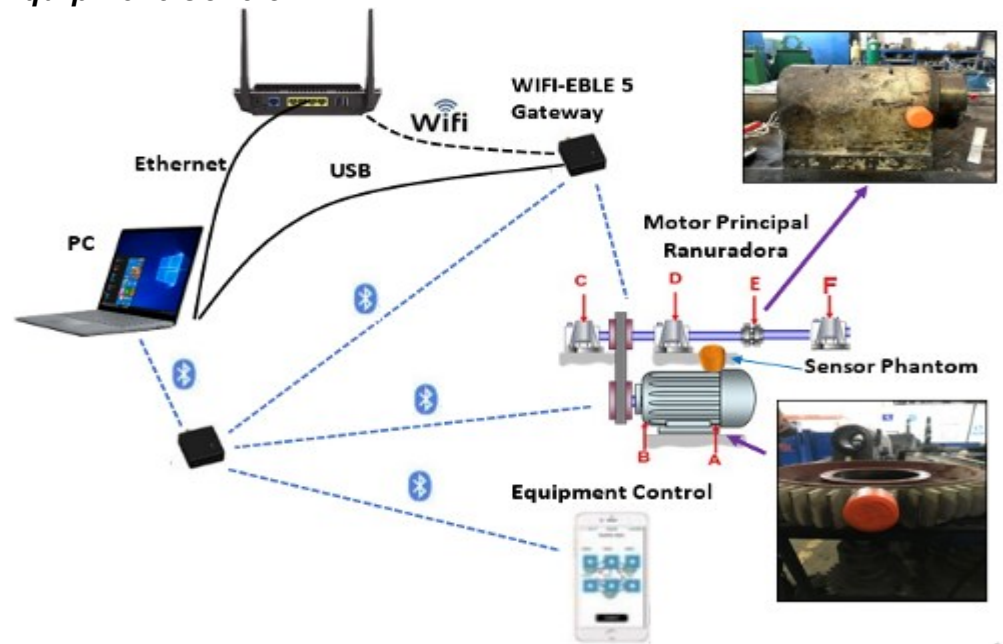 WIFI-EBLE 5
Gateway
Wifi
Ethernet
USB
PC
Motor Principal
Ranuradora
C
D
E
F
Sensor Phantom
B
A
Equipment Control